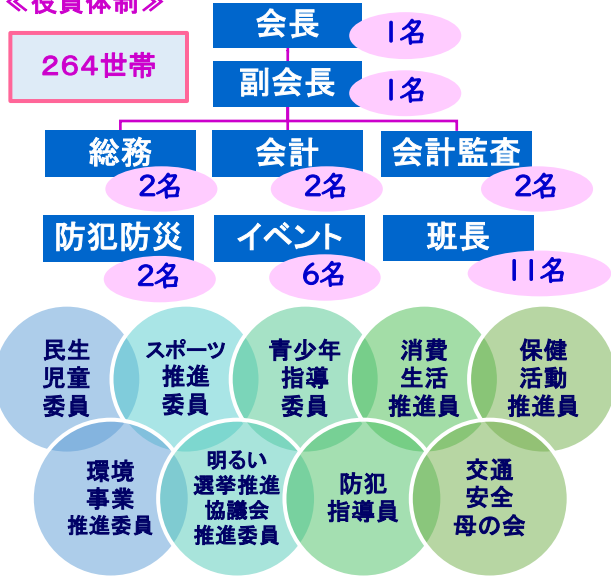 ≪役員体制≫
264世帯
会長
1名
副会長
1名
総務
2名
会計
2名
会計監査
2名
防犯防災
2名
イベント
6名
班長
11名
民生
児童
委員
スポーツ
推進
委員
青少年
指導
委員
消費
生活
推進員
保健
活動
推進員
環境
事業
推進委員
明るい
選挙推進
協議会
推進委員
防犯
指導員
交通
安全
母の会